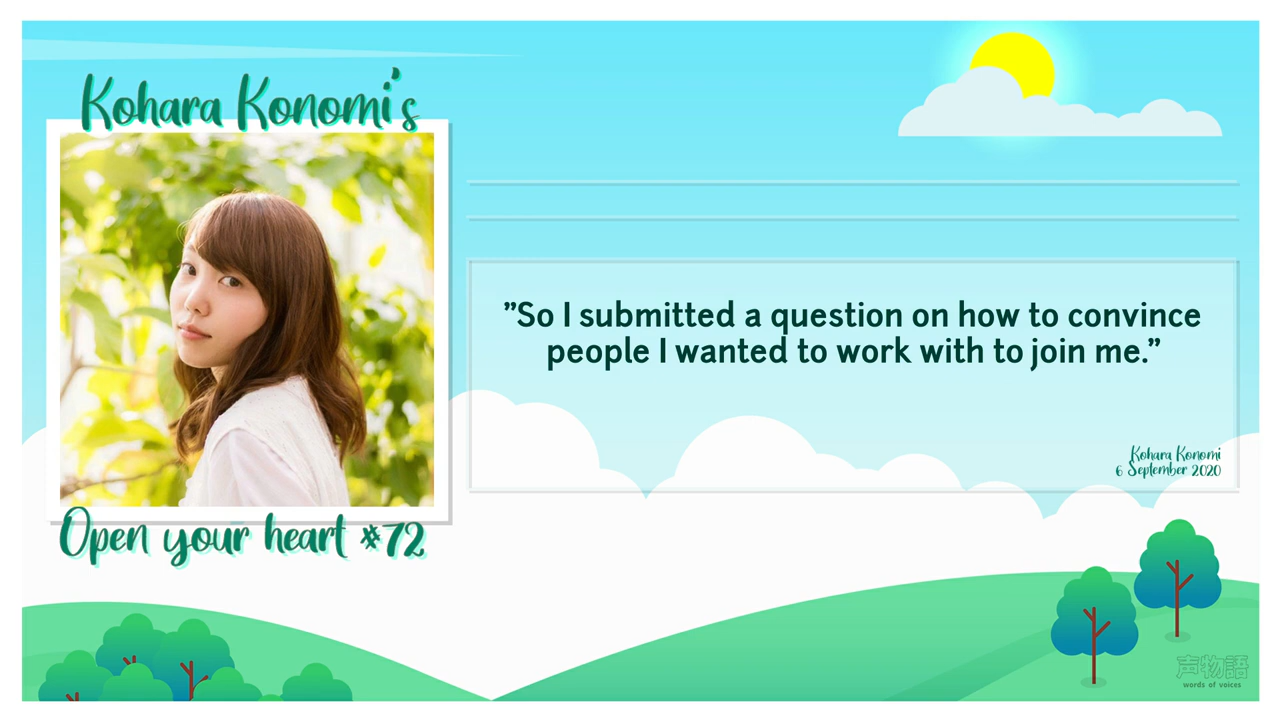 Kohara Konomi's
Open your heart #72
”So I submitted a question on how to convince
people I wanted to work with to join me.”
Kohara Konomi
6 September 2020
声物語
words of voices